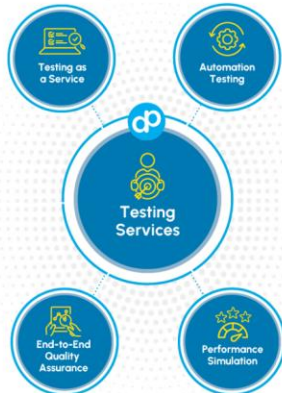 Testing as
a Service
Automation
Testing
dp
Testing
Services
End-to-End
Quality
Assurance
Performance
Simulation